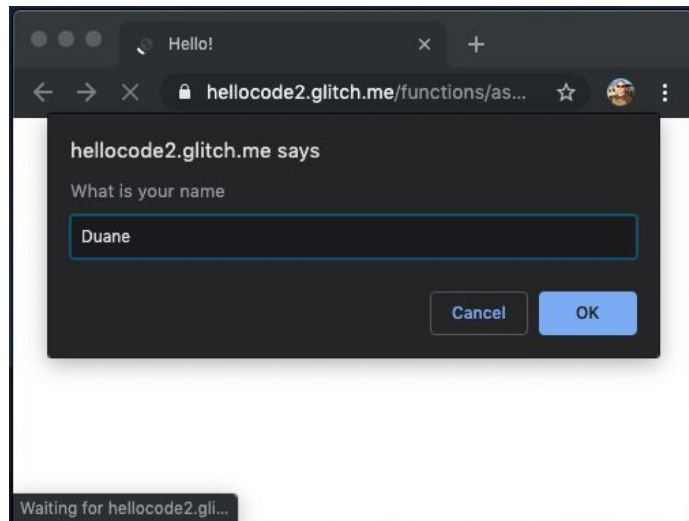 Hello!
hellocode2.glitch.me/functions/as...
hellocode2.glitch.me says
What is your name
Duane
Cancel OK
Waiting for hellocode2.gli...